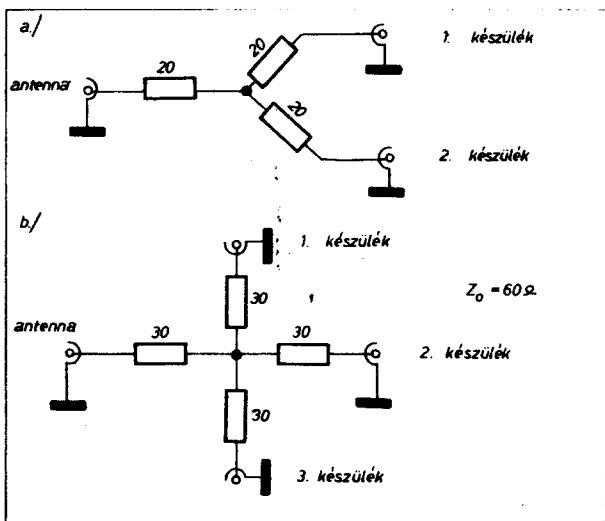 a./
20
1. készülék
antenna
20
20
2. készülék
b./
1. készülék
30
Z₀ = 60 Ω
antenna
30
30
2. készülék
30
3. készülék